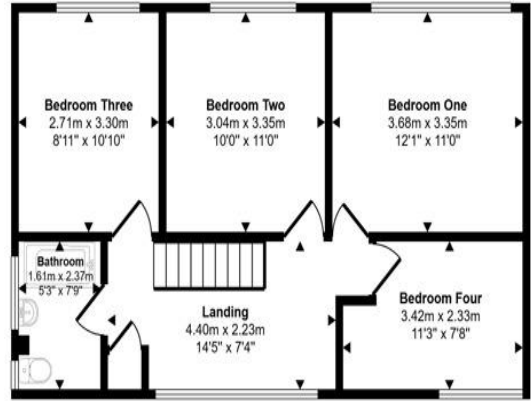 Bedroom Three
2.71m x 3.30m
8'11" x 10'10"
Bedroom Two
3.04m x 3.35m
10'0" x 11'0"
Bedroom One
3.68m x 3.35m
12'1" x 11'0"
Bathroom
1.61m x 2.37m
5'3" x 7'9"
Landing
4.40m x 2.23m
14'5" x 7'4"
Bedroom Four
3.42m x 2.33m
11'3" x 7'8"